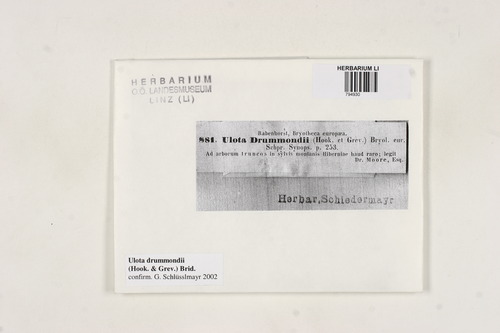 HERBARIUM
O.Ö. LANDESMUSEUM
LINZ (LI)
HERBARIUM LI
794930
Rabenhorst, Bryotheca europaea.
881. Ulota Drummondii (Hook. et Grev.) Bryol. eur.
Schpr. Synops. p. 253.
Ad arborum truncos in sylvis montanis Hiberniae haud raro; legit
Dr. Moore, Esq.
Herbar, Schiedermayr
Ulota drummondii
(Hook. & Grev.) Brid.
confirm. G. Schlüsslmayr 2002